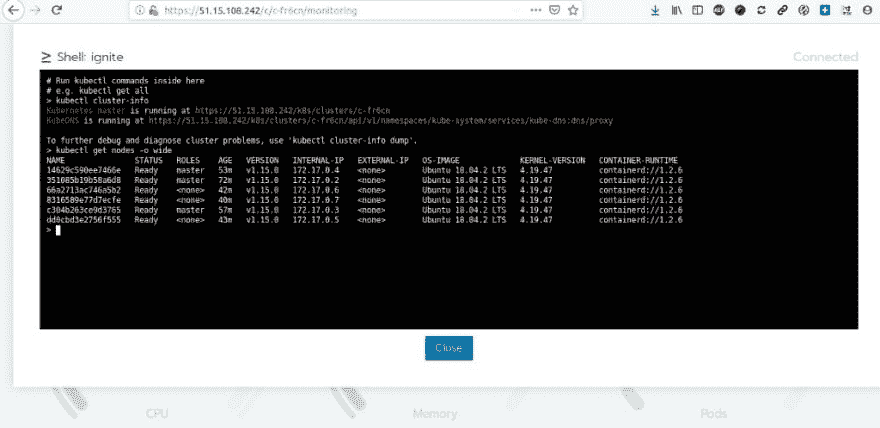 https://51.15.108.242/c/c-fr6cn/monitoring
Shell: ignite
Connected
# Run kubectl commands inside here
# e.g. kubectl get all
> kubectl cluster-info
Kubernetes master is running at https://51.15.108.242/k8s/clusters/c-fr6cn
KubeDNS is running at https://51.15.108.242/k8s/clusters/c-fr6cn/api/v1/namespaces/kube-system/services/kube-dns:dns/proxy
To further debug and diagnose cluster problems, use 'kubectl cluster-info dump'.
> kubectl get nodes -o wide
NAME STATUS ROLES AGE VERSION INTERNAL-IP EXTERNAL-IP OS-IMAGE KERNEL-VERSION CONTAINER-RUNTIME
14629c590ee7466e Ready master 53m v1.15.0 172.17.0.4 <none> Ubuntu 18.04.2 LTS 4.19.47 containerd://1.2.6
351085b19b58a6d8 Ready master 72m v1.15.0 172.17.0.2 <none> Ubuntu 18.04.2 LTS 4.19.47 containerd://1.2.6
66a2713ac746a5b2 Ready <none> 42m v1.15.0 172.17.0.6 <none> Ubuntu 18.04.2 LTS 4.19.47 containerd://1.2.6
8316589e77d7ecfe Ready <none> 40m v1.15.0 172.17.0.7 <none> Ubuntu 18.04.2 LTS 4.19.47 containerd://1.2.6
c304b263ce9d3765 Ready master 57m v1.15.0 172.17.0.3 <none> Ubuntu 18.04.2 LTS 4.19.47 containerd://1.2.6
dd0cbd3e2756f555 Ready <none> 43m v1.15.0 172.17.0.5 <none> Ubuntu 18.04.2 LTS 4.19.47 containerd://1.2.6
>
Close
CPU Memory Pods